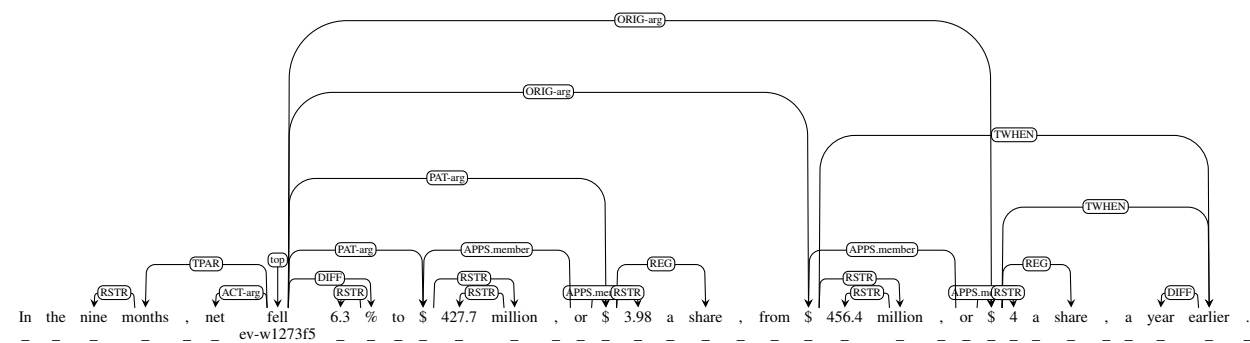 ORIG-arg
ORIG-arg
TWHEN
PAT-arg
TWHEN
PAT-arg APPS.member APPS.member
TPAR top REG REG
DIFF RSTR RSTR
RSTR ACT-arg RSTR RSTR RSTR RSTR RSTR DIFF
In the nine months , net fell 6.3 % to $ 427.7 million , or $ 3.98 a share , from $ 456.4 million , or $ 4 a share , a year earlier .
_ _ _ _ _ _ ev-w1273f5 _ _ _ _ _ _ _ _ _ _ _ _ _ _ _ _ _ _ _ _ _ _ _ _ _ _ _ _